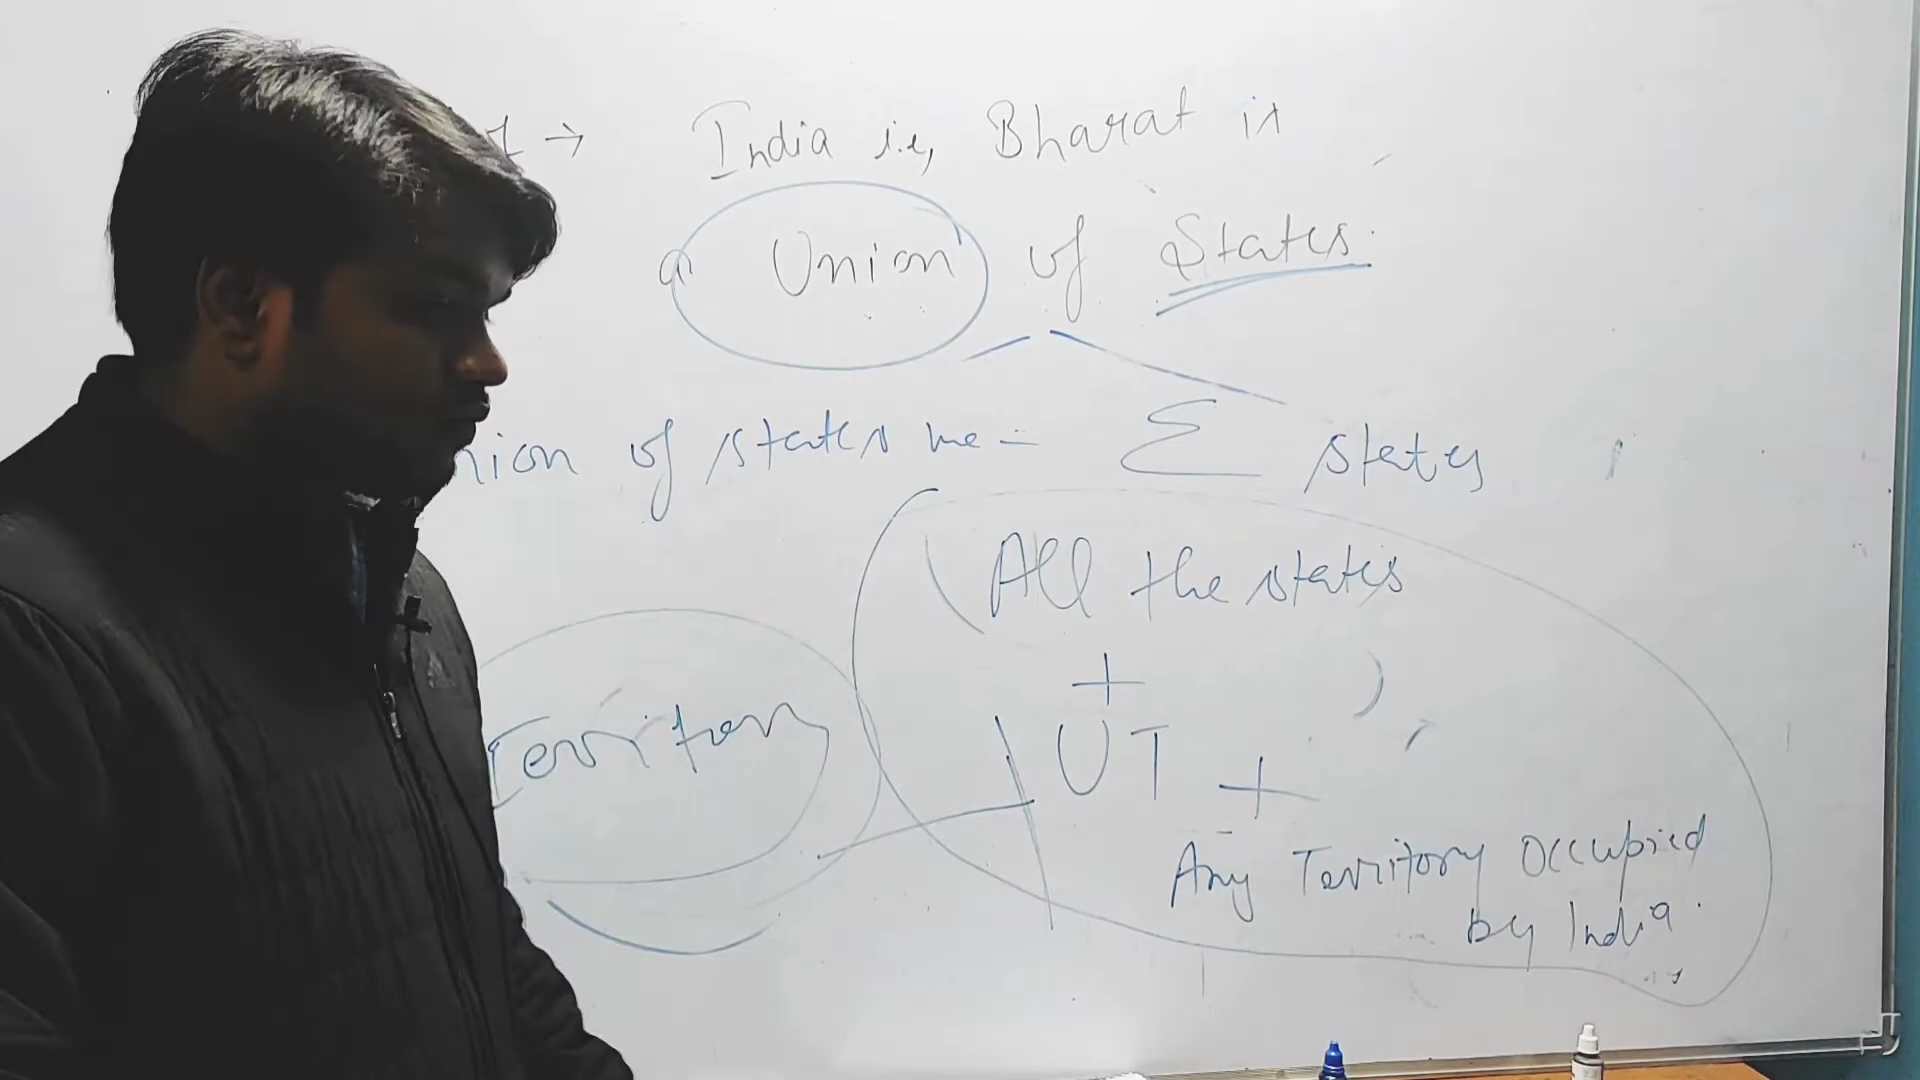 → India i.e, Bharat is
a Union of States.
nion of states me = Σ states
All the states
+
UT +
Territory
Any Territory Occupied
by India.